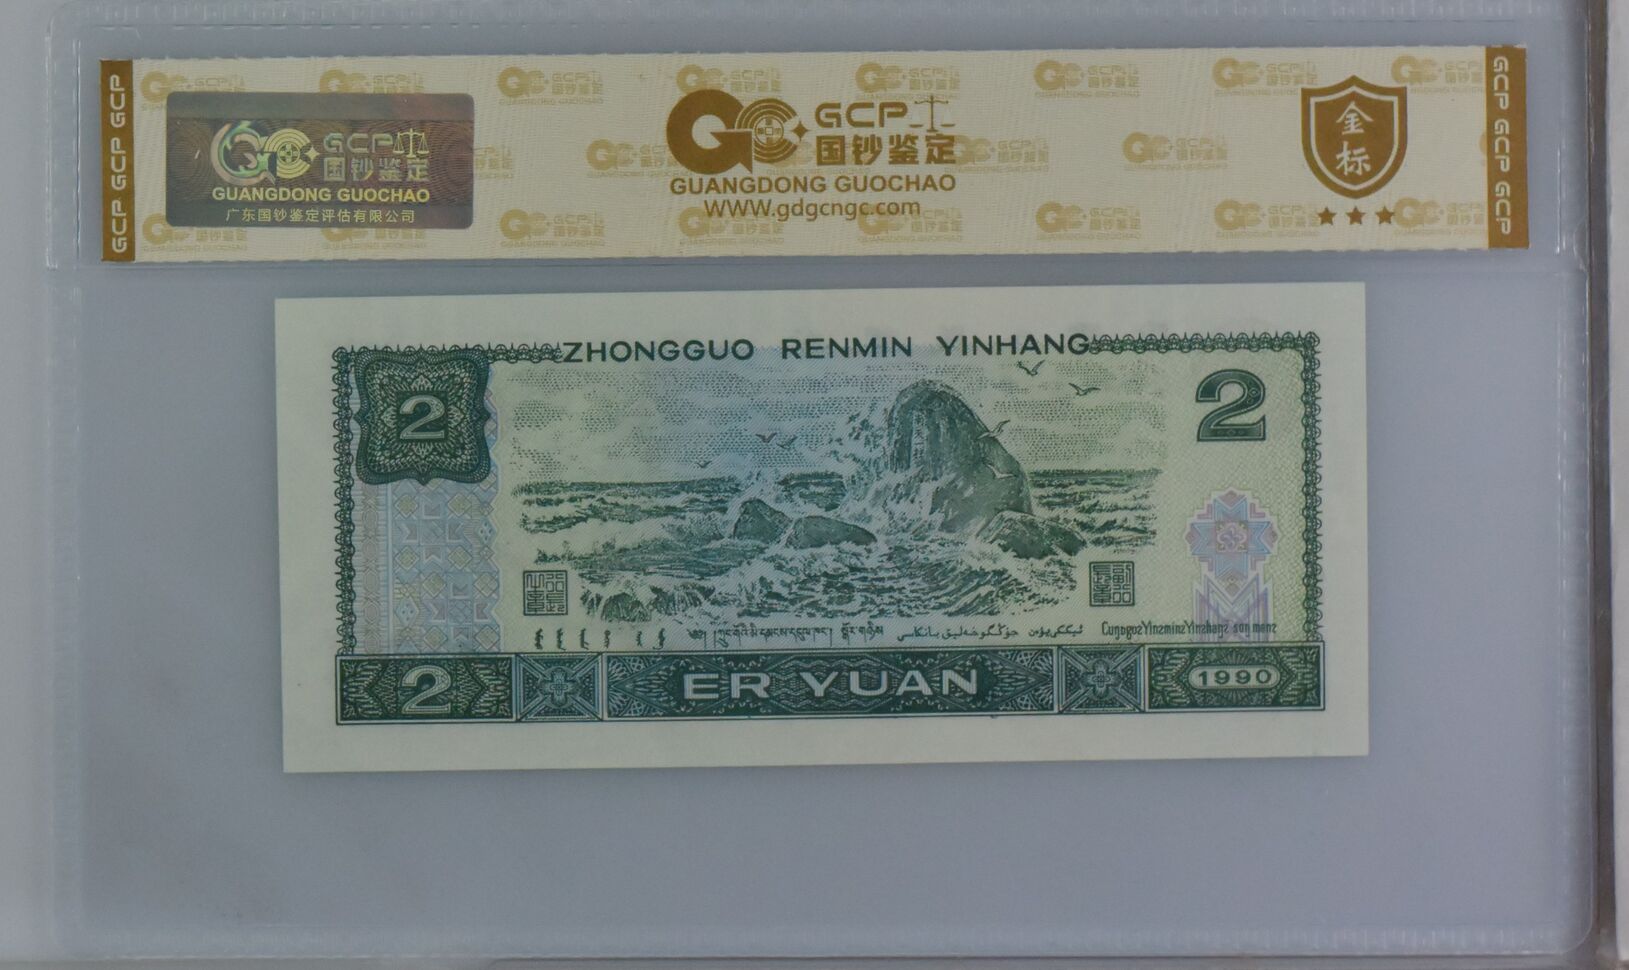 GCP GCP GCP
GCP
国钞鉴定
GUANGDONG GUOCHAO
广东国钞鉴定评估有限公司
GCP
国钞鉴定
GUANGDONG GUOCHAO
WWW.gdgcngc.com
金
标
GCP GCP GCP
ZHONGGUO RENMIN YINHANG
2
2
2
ER YUAN
1990